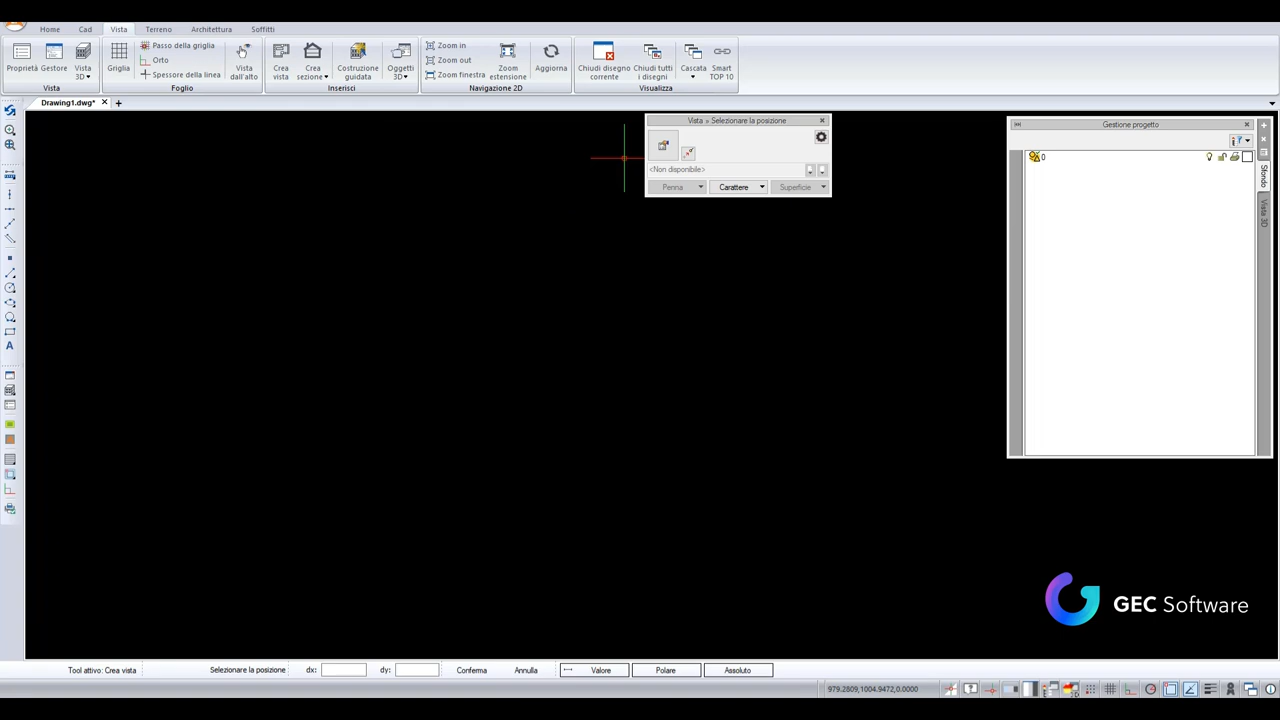 Home Cad Vista Terreno Architettura Soffitti
Proprietà Gestore Vista 3D Griglia Passo della griglia Orto Spessore della linea Vista dall'alto Crea vista Crea sezione Costruzione guidata Oggetti 3D Zoom in Zoom out Zoom finestra Zoom estensione Aggiorna Chiudi disegno corrente Chiudi tutti i disegni Cascata Smart TOP 10
Vista Foglio Inserisci Navigazione 2D Visualizza
Drawing1.dwg*
Vista » Selezionare la posizione
<Non disponibile>
Penna Carattere Superficie
Gestione progetto
0
Sfondo
Vista 3D
GEC Software
Tool attivo: Crea vista Selezionare la posizione dx: dy: Conferma Annulla Valore Polare Assoluto
979.2809;1004.9472,0.0000